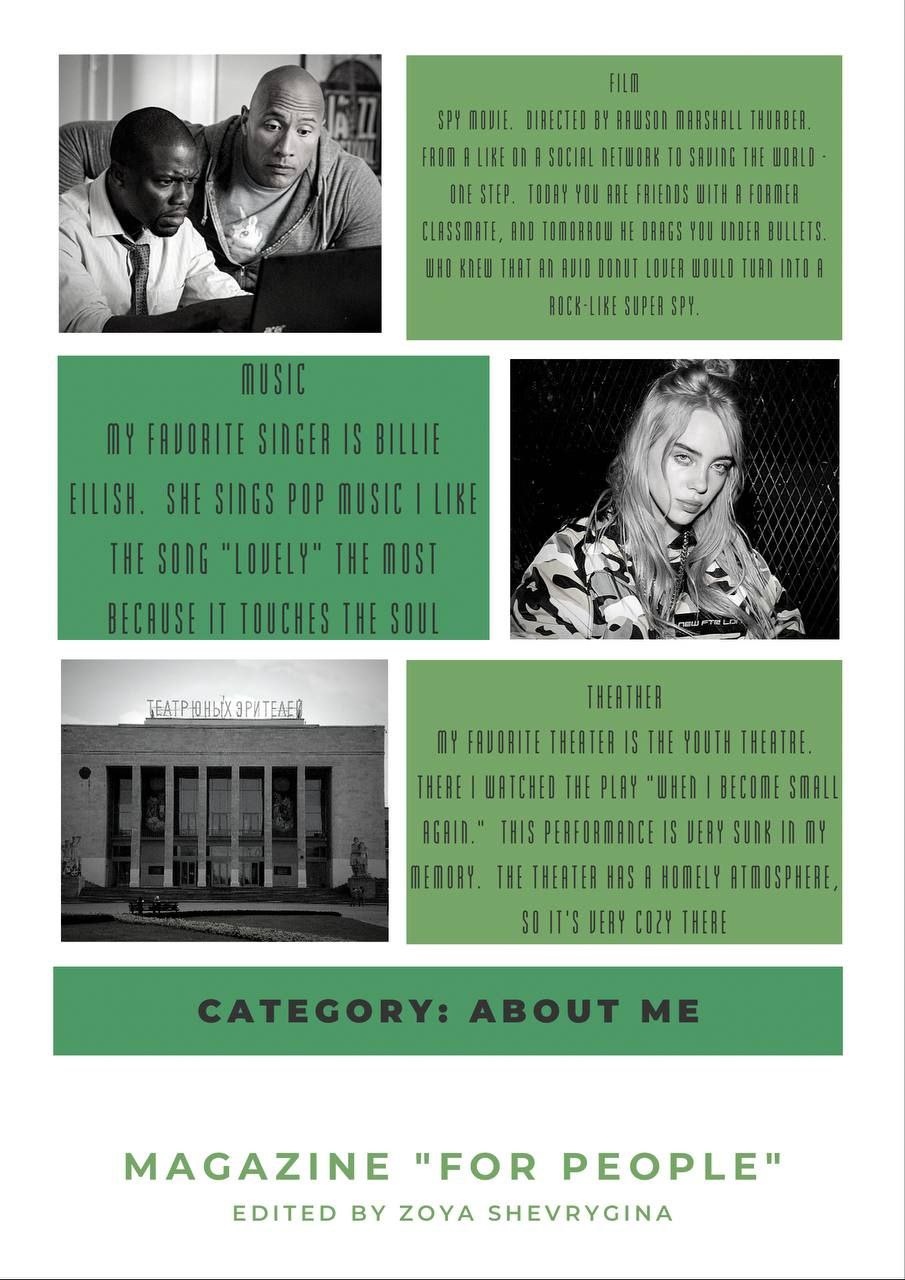 FILM
SPY MOVIE. DIRECTED BY RAWSON MARSHALL THURBER.
FROM A LIKE ON A SOCIAL NETWORK TO SAVING THE WORLD -
ONE STEP. TODAY YOU ARE FRIENDS WITH A FORMER
CLASSMATE, AND TOMORROW HE DRAGS YOU UNDER BULLETS.
WHO KNEW THAT AN AVID DONUT LOVER WOULD TURN INTO A
ROCK-LIKE SUPER SPY.
MUSIC
MY FAVORITE SINGER IS BILLIE
EILISH. SHE SINGS POP MUSIC I LIKE
THE SONG "LOVELY" THE MOST
BECAUSE IT TOUCHES THE SOUL
NEW FTR LON
ТЕАТР ЮНЫХ ЗРИТЕЛЕЙ
THEATHER
MY FAVORITE THEATER IS THE YOUTH THEATRE.
THERE I WATCHED THE PLAY "WHEN I BECOME SMALL
AGAIN." THIS PERFORMANCE IS VERY SUNK IN MY
MEMORY. THE THEATER HAS A HOMELY ATMOSPHERE,
SO IT'S VERY COZY THERE
CATEGORY: ABOUT ME
MAGAZINE "FOR PEOPLE"
EDITED BY ZOYA SHEVRYGINA